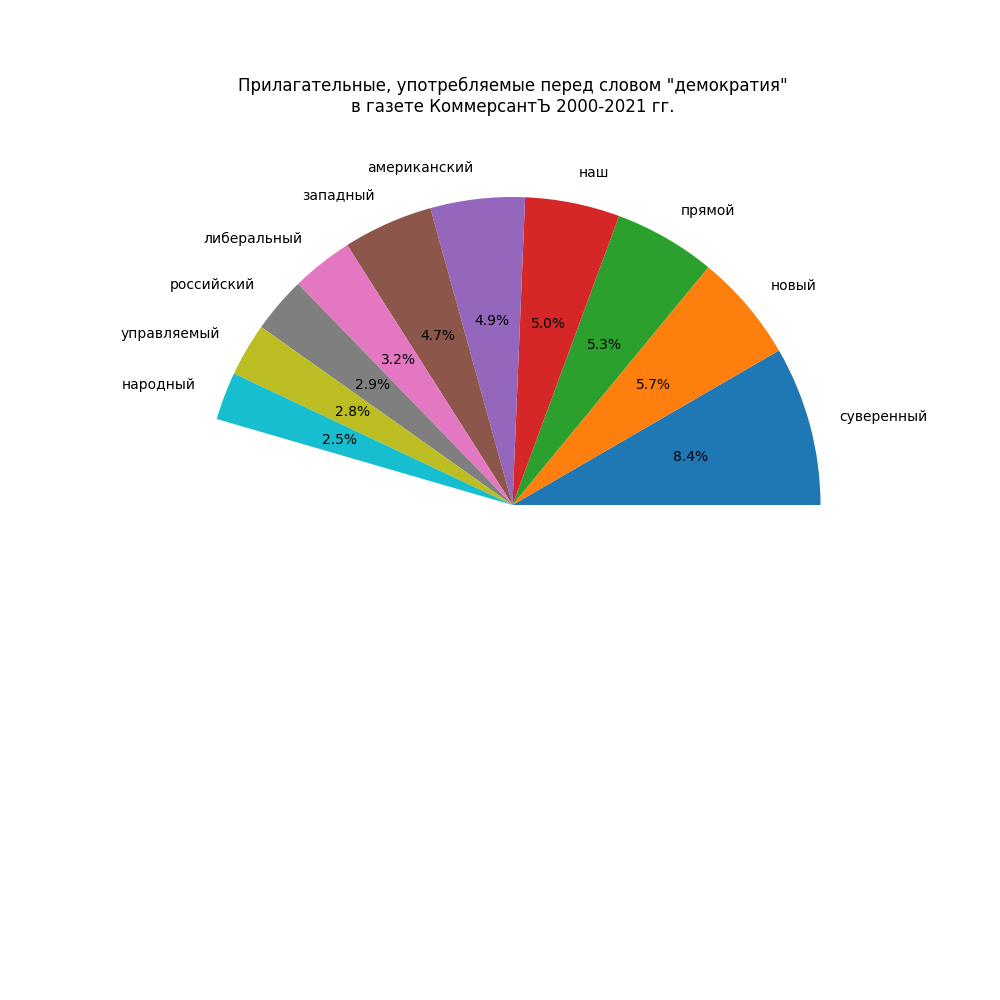 Прилагательные, употребляемые перед словом "демократия"
в газете КоммерсантЪ 2000-2021 гг.
американский
наш
западный
прямой
либеральный
российский
новый
управляемый
народный
суверенный
4.9%
5.0%
4.7%
5.3%
3.2%
2.9%
5.7%
2.8%
2.5%
8.4%